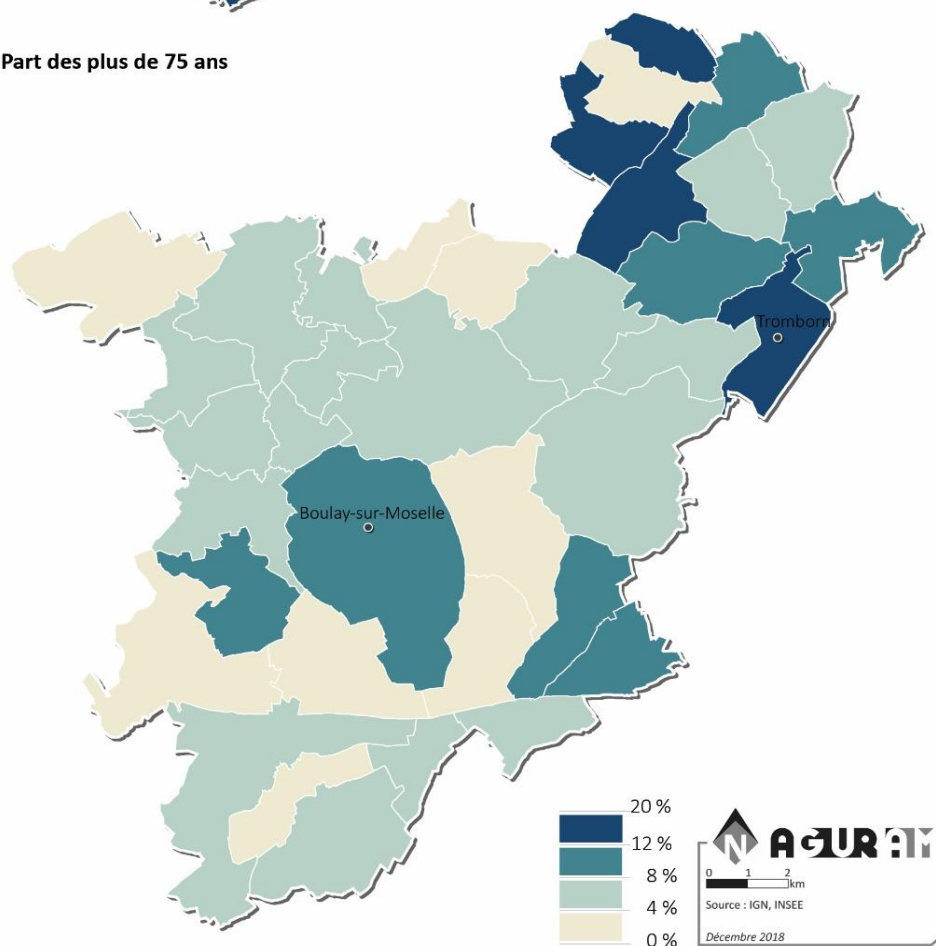 Part des plus de 75 ans
Tromborn
Boulay-sur-Moselle
20 %
12 %
8 %
4 %
0 %
N
AGURAM
0 1 2
km
Source : IGN, INSEE
Décembre 2018